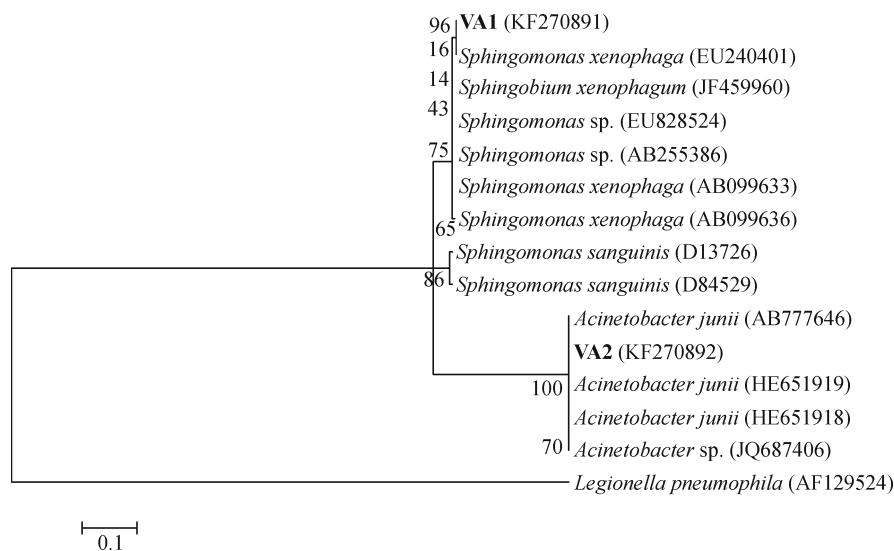 96 VA1 (KF270891)
16 Sphingomonas xenophaga (EU240401)
14 Sphingobium xenophagum (JF459960)
43
Sphingomonas sp. (EU828524)
75 Sphingomonas sp. (AB255386)
Sphingomonas xenophaga (AB099633)
Sphingomonas xenophaga (AB099636)
65
Sphingomonas sanguinis (D13726)
86 Sphingomonas sanguinis (D84529)
Acinetobacter junii (AB777646)
VA2 (KF270892)
100 Acinetobacter junii (HE651919)
Acinetobacter junii (HE651918)
70 Acinetobacter sp. (JQ687406)
Legionella pneumophila (AF129524)
0.1